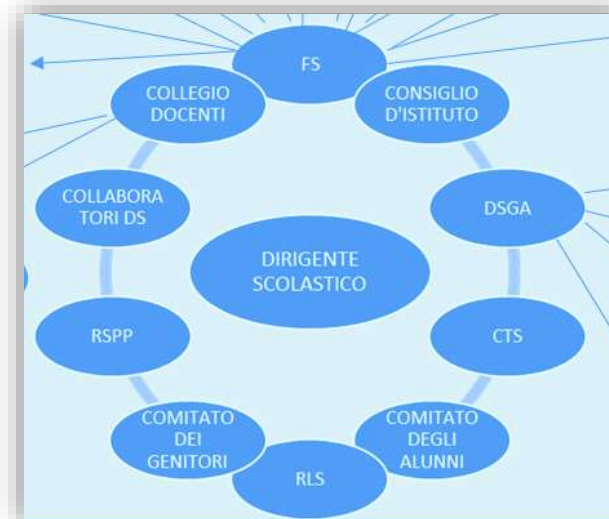 FS
COLLEGIO
DOCENTI
CONSIGLIO
D'ISTITUTO
COLLABORA
TORI DS
DSGA
DIRIGENTE
SCOLASTICO
RSPP
CTS
COMITATO
DEI
GENITORI
COMITATO
DEGLI
ALUNNI
RLS